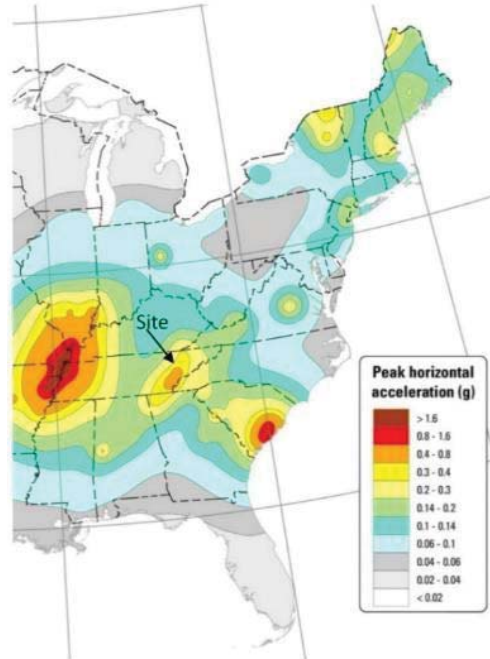 Site
Peak horizontal
acceleration (g)
> 1.6
0.8 - 1.6
0.4 - 0.8
0.3 - 0.4
0.2 - 0.3
0.14 - 0.2
0.1 - 0.14
0.06 - 0.1
0.04 - 0.06
0.02 - 0.04
< 0.02